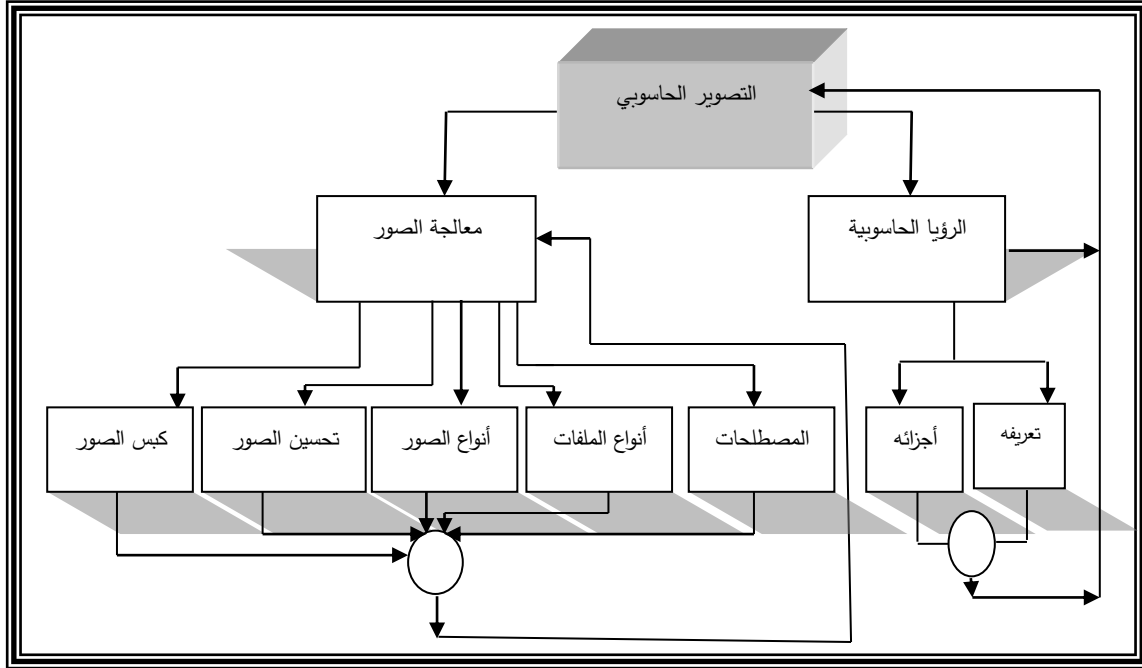 التصوير الحاسوبي
الرؤيا الحاسوبية
معالجة الصور
تعريفه
أجزائه
المصطلحات
أنواع الملفات
أنواع الصور
تحسين الصور
كبس الصور